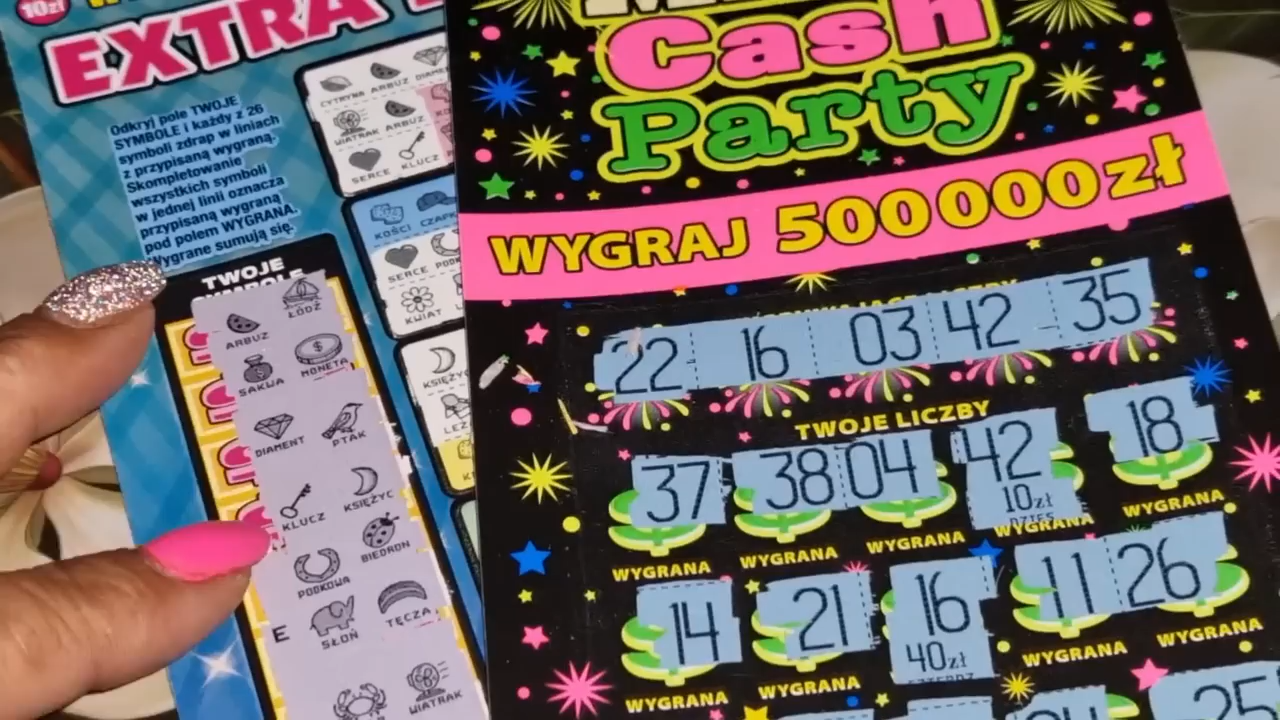 10zł
EXTRA
Odkryj pole TWOJE
SYMBOLE i każdy z 26
symboli zdrap w liniach
z przypisaną wygraną.
Skompletowanie
wszystkich symboli
w jednej linii oznacza
przypisaną wygraną
pod polem WYGRANA.
Wygrane sumują się.
TWOJE
ŁÓDŹ
ARBUZ
SAKWA MONETA
DIAMENT PTAK
KLUCZ KSIĘŻYC
PODKOWA BIEDRON
E SŁOŃ TĘCZA
WIATRAK
CYTRYNA ARBUZ
WIATRAK ARBUZ
SERCE KLUCZ
KOŚCI
SERCE
KWIAT
Cash
Party
WYGRAJ 500 000 zł
22 16 03 42 35
TWOJE LICZBY
37 38 04 42 18
10zł
WYGRANA WYGRANA WYGRANA WYGRANA WYGRANA
14 21 16 11 26
40zł
WYGRANA WYGRANA WYGRANA WYGRANA
25